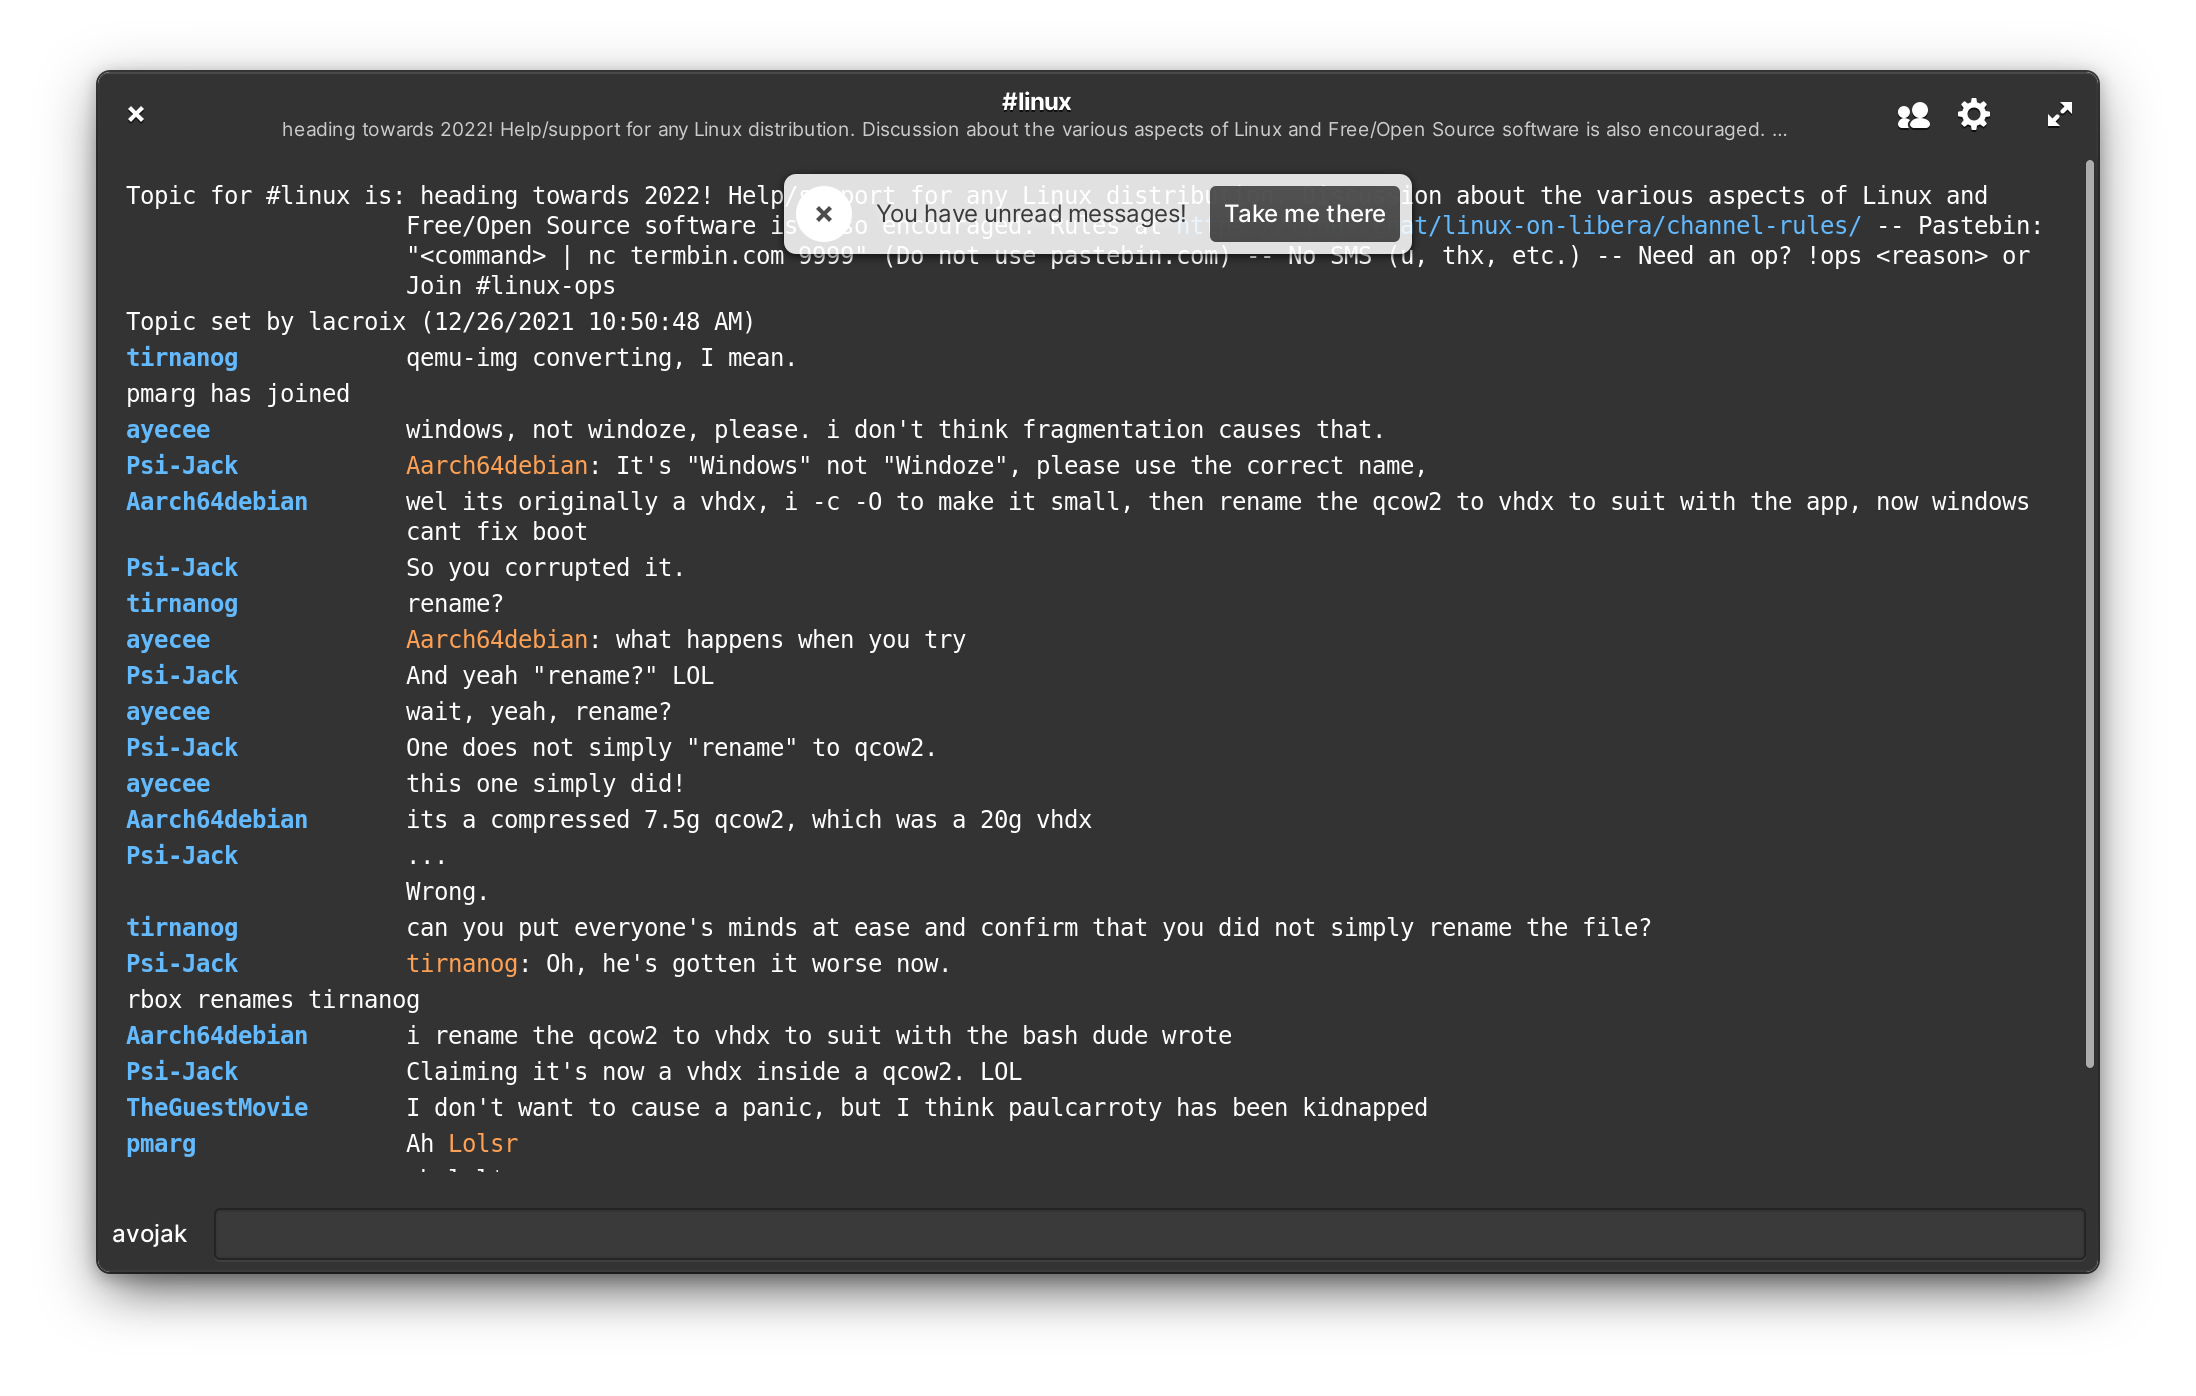 #linux
heading towards 2022! Help/support for any Linux distribution. Discussion about the various aspects of Linux and Free/Open Source software is also encouraged. ...
You have unread messages! Take me there
Topic for #linux is: heading towards 2022! Help/support for any Linux distribution. Discussion about the various aspects of Linux and
Free/Open Source software is also encouraged. Rules at at/linux-on-libera/channel-rules/ -- Pastebin:
"<command> | nc termbin.com 9999" (Do not use pastebin.com) -- No SMS (u, thx, etc.) -- Need an op? !ops <reason> or
Join #linux-ops
Topic set by lacroix (12/26/2021 10:50:48 AM)
tirnanog qemu-img converting, I mean.
pmarg has joined
ayecee windows, not windoze, please. i don't think fragmentation causes that.
Psi-Jack Aarch64debian: It's "Windows" not "Windoze", please use the correct name,
Aarch64debian wel its originally a vhdx, i -c -O to make it small, then rename the qcow2 to vhdx to suit with the app, now windows
cant fix boot
Psi-Jack So you corrupted it.
tirnanog rename?
ayecee Aarch64debian: what happens when you try
Psi-Jack And yeah "rename?" LOL
ayecee wait, yeah, rename?
Psi-Jack One does not simply "rename" to qcow2.
ayecee this one simply did!
Aarch64debian its a compressed 7.5g qcow2, which was a 20g vhdx
Psi-Jack ...
Wrong.
tirnanog can you put everyone's minds at ease and confirm that you did not simply rename the file?
Psi-Jack tirnanog: Oh, he's gotten it worse now.
rbox renames tirnanog
Aarch64debian i rename the qcow2 to vhdx to suit with the bash dude wrote
Psi-Jack Claiming it's now a vhdx inside a qcow2. LOL
TheGuestMovie I don't want to cause a panic, but I think paulcarroty has been kidnapped
pmarg Ah Lolsr
avojak